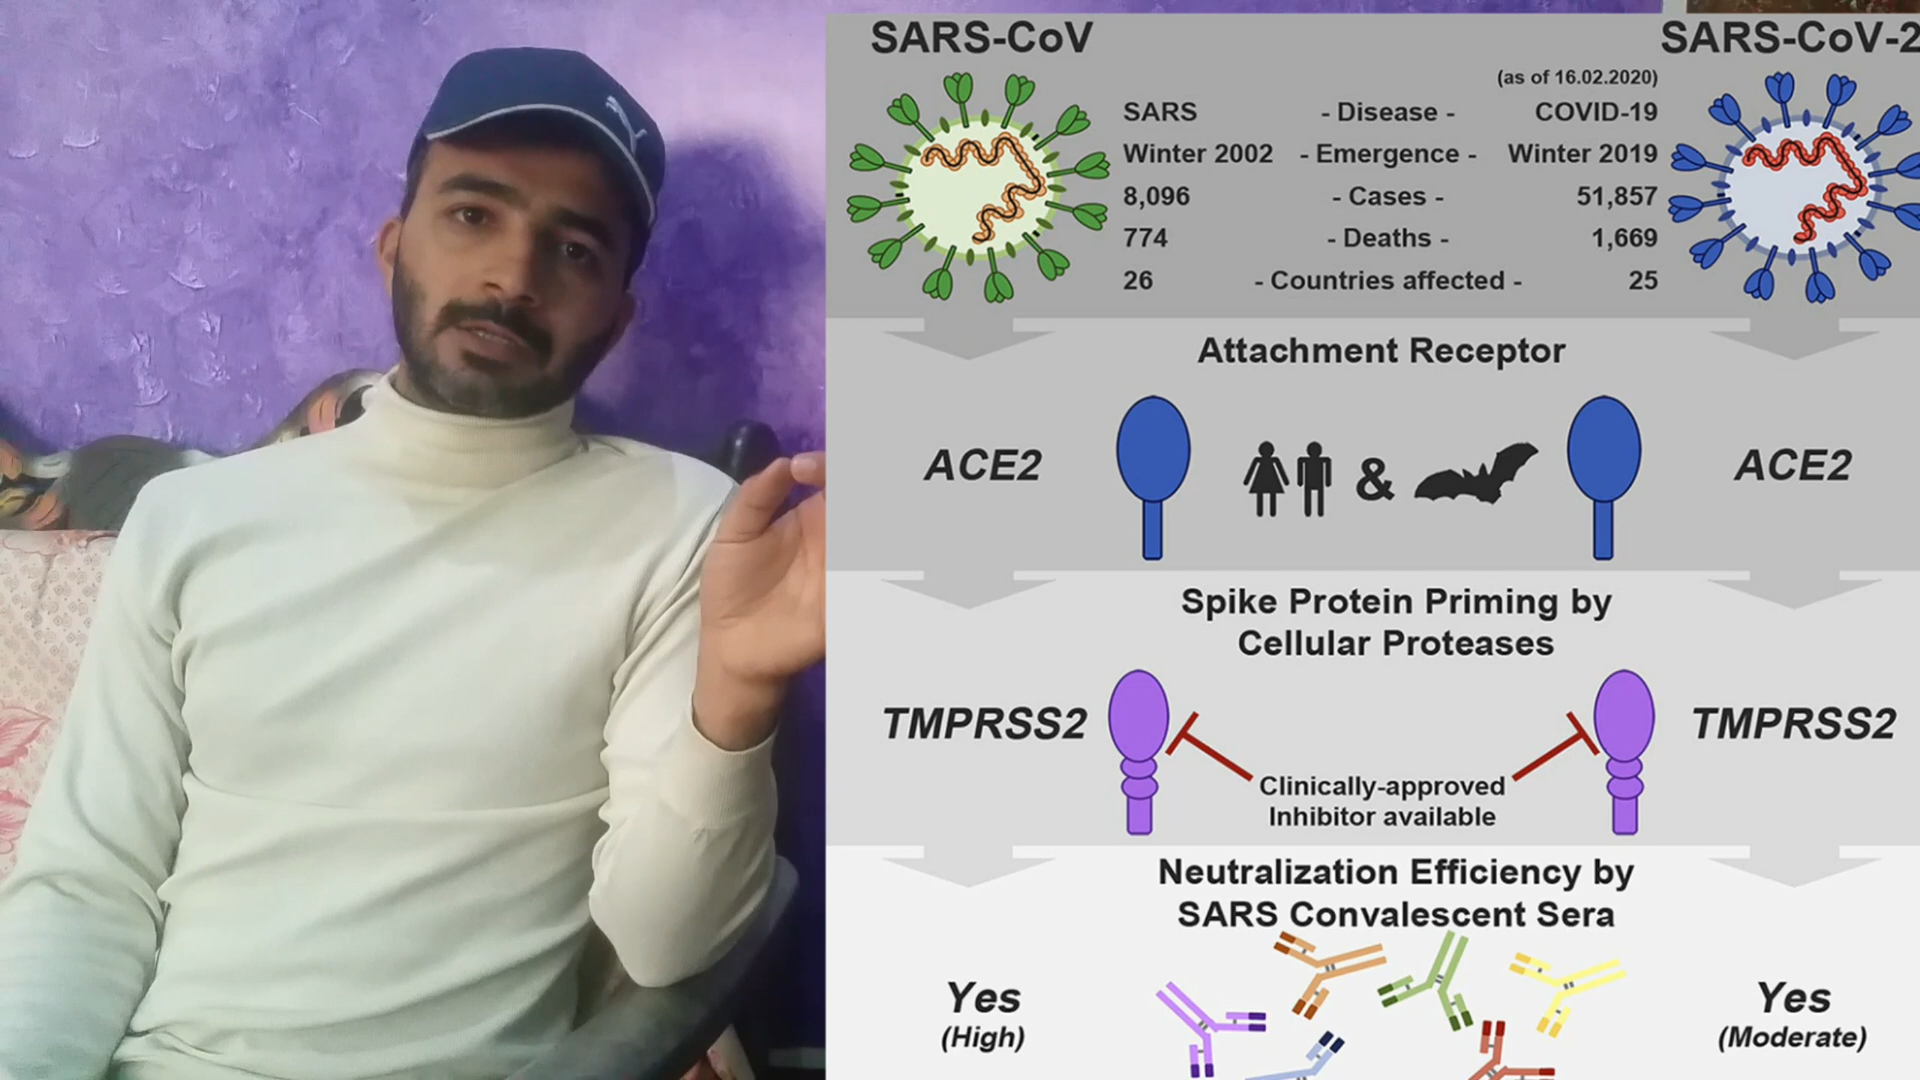 SARS-CoV
SARS-CoV-2
(as of 16.02.2020)
SARS - Disease - COVID-19
Winter 2002 - Emergence - Winter 2019
8,096 - Cases - 51,857
774 - Deaths - 1,669
26 - Countries affected - 25
Attachment Receptor
ACE2 & ACE2
Spike Protein Priming by
Cellular Proteases
TMPRSS2 TMPRSS2
Clinically-approved
Inhibitor available
Neutralization Efficiency by
SARS Convalescent Sera
Yes Yes
(High) (Moderate)